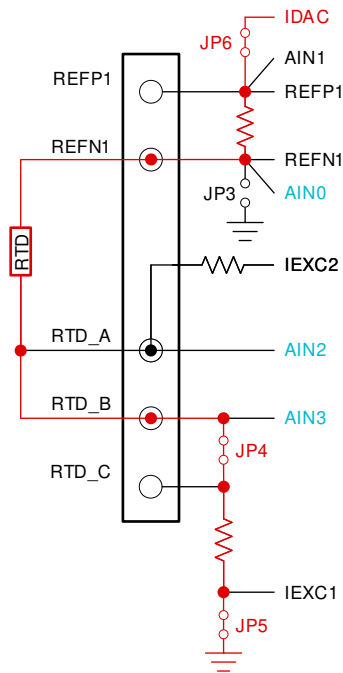 IDAC
JP6
AIN1
REFP1
REFP1
REFN1
REFN1
JP3
AIN0
RTD
IEXC2
RTD_A
AIN2
RTD_B
AIN3
JP4
RTD_C
IEXC1
JP5